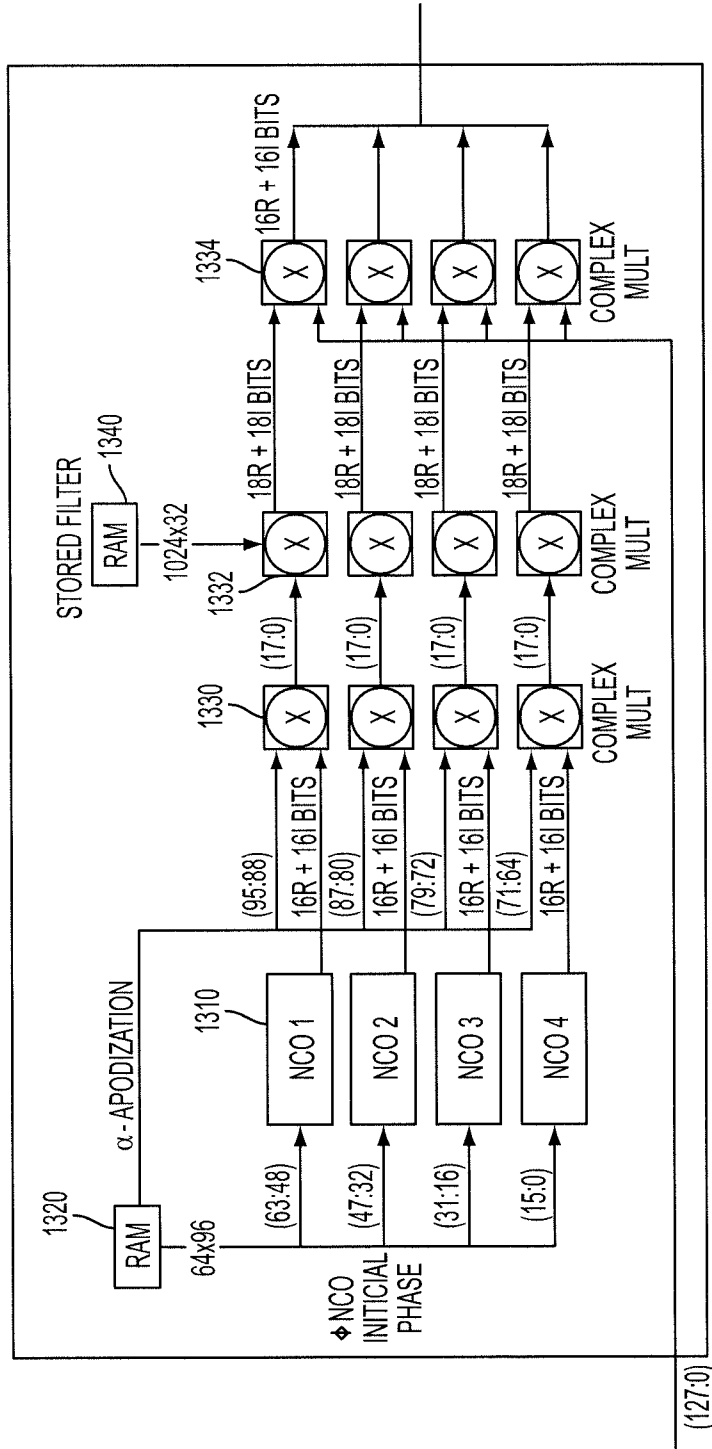 1320
RAM
64x96
α - APODIZATION
ϕ NCO
INITICIAL
PHASE
(63:48)
(47:32)
(31:16)
(15:0)
1310
NCO 1
NCO 2
NCO 3
NCO 4
(95:88)
16R + 16I BITS
(87:80)
16R + 16I BITS
(79:72)
16R + 16I BITS
(71:64)
16R + 16I BITS
1330
X
X
X
X
COMPLEX
MULT
(17:0)
(17:0)
(17:0)
(17:0)
STORED FILTER
RAM
1340
1024x32
1332
X
X
X
X
COMPLEX
MULT
18R + 18I BITS
18R + 18I BITS
18R + 18I BITS
18R + 18I BITS
1334
X
X
X
X
COMPLEX
MULT
16R + 16I BITS
(127:0)